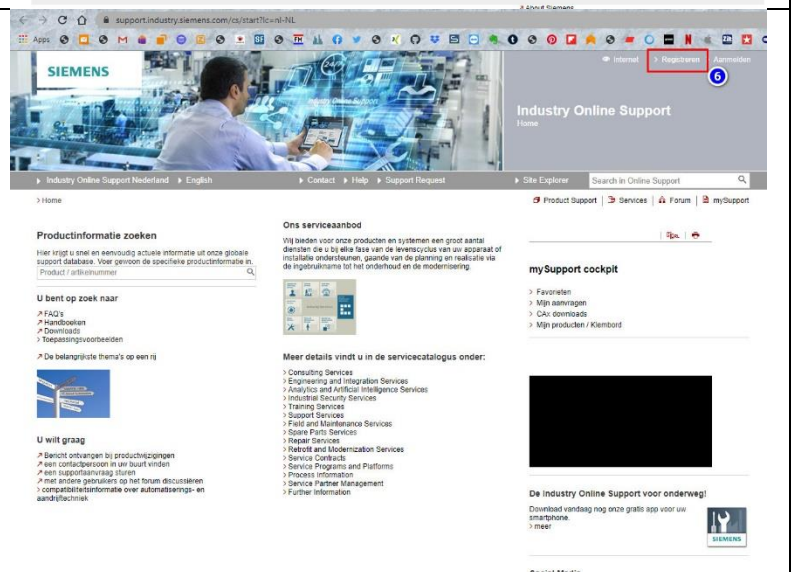 About Siemens
support.industry.siemens.com/cs/start?lc=nl-NL
Apps
SIEMENS
Internet
Registreren
Aanmelden
6
Industry Online Support
Home
Industry Online Support Nederland
English
Contact
Help
Support Request
Site Explorer
Search in Online Support
>Home
Product Support
Services
Forum
mySupport
Productinformatie zoeken
Hier krijgt u snel en eenvoudig actuele informatie uit onze globale
support database. Voer gewoon de specifieke productinformatie in.
Product / artikelnummer
U bent op zoek naar
FAQ's
Handboeken
Downloads
> Toepassingsvoorbeelden
De belangrijkste thema's op een rij
U wilt graag
Bericht ontvangen bij productwijzigingen
een contactpersoon in uw buurt vinden
een supportaanvraag sturen
met andere gebruikers op het forum discussiëren
> compatibiliteitsinformatie over automatiserings- en
aandrijftechniek
Ons serviceaanbod
Wij bieden voor onze producten en systemen een groot aantal
diensten die u bij elke fase van de levenscyclus van uw apparaat of
installatie ondersteunen, gaande van de planning en realisatie via
de ingebruikname tot het onderhoud en de modernisering.
Meer details vindt u in de servicecatalogus onder:
> Consulting Services
> Engineering and Integration Services
> Analytics and Artificial Intelligence Services
> Industrial Security Services
> Training Services
> Support Services
> Field and Maintenance Services
> Spare Parts Services
> Repair Services
> Retrofit and Modernization Services
> Service Contracts
> Service Programs and Platforms
> Process Information
> Service Partner Management
> Further Information
mySupport cockpit
> Favorieten
> Mijn aanvragen
> CAx downloads
> Mijn producten / Klembord
De Industry Online Support voor onderweg!
Download vandaag nog onze gratis app voor uw
smartphone.
> meer
SIEMENS
Social Media